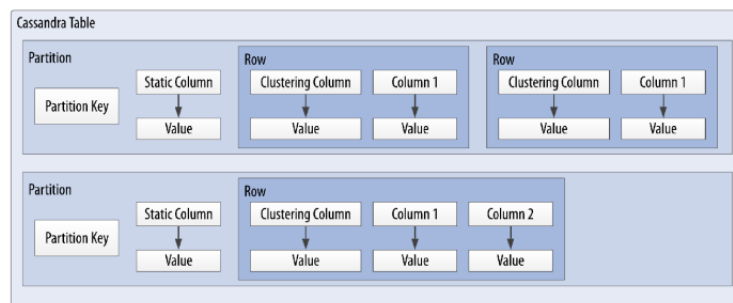 Cassandra Table
Partition
Partition Key
Static Column
Value
Row
Clustering Column
Value
Column 1
Value
Row
Clustering Column
Value
Column 1
Value
Partition
Partition Key
Static Column
Value
Row
Clustering Column
Value
Column 1
Value
Column 2
Value